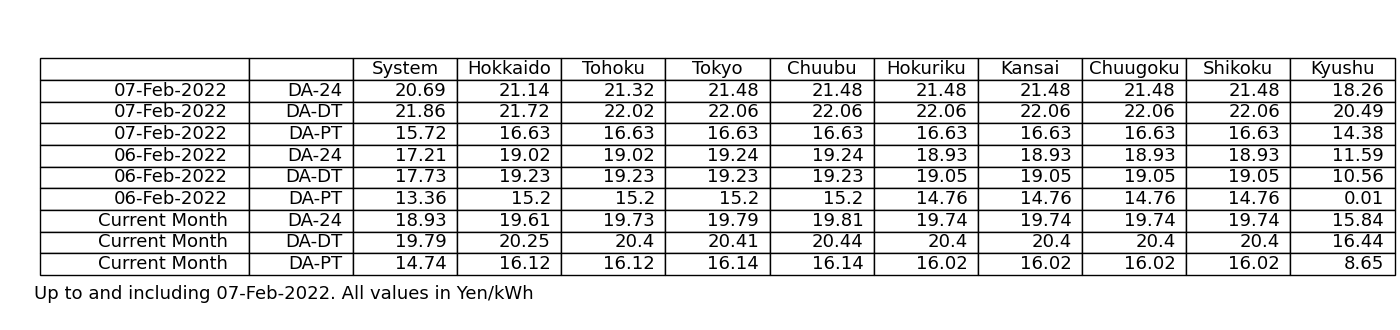 System Hokkaido Tohoku Tokyo Chuubu Hokuriku Kansai Chuugoku Shikoku Kyushu
07-Feb-2022 DA-24 20.69 21.14 21.32 21.48 21.48 21.48 21.48 21.48 21.48 18.26
07-Feb-2022 DA-DT 21.86 21.72 22.02 22.06 22.06 22.06 22.06 22.06 22.06 20.49
07-Feb-2022 DA-PT 15.72 16.63 16.63 16.63 16.63 16.63 16.63 16.63 16.63 14.38
06-Feb-2022 DA-24 17.21 19.02 19.02 19.24 19.24 18.93 18.93 18.93 18.93 11.59
06-Feb-2022 DA-DT 17.73 19.23 19.23 19.23 19.23 19.05 19.05 19.05 19.05 10.56
06-Feb-2022 DA-PT 13.36 15.2 15.2 15.2 15.2 14.76 14.76 14.76 14.76 0.01
Current Month DA-24 18.93 19.61 19.73 19.79 19.81 19.74 19.74 19.74 19.74 15.84
Current Month DA-DT 19.79 20.25 20.4 20.41 20.44 20.4 20.4 20.4 20.4 16.44
Current Month DA-PT 14.74 16.12 16.12 16.14 16.14 16.02 16.02 16.02 16.02 8.65
Up to and including 07-Feb-2022. All values in Yen/kWh